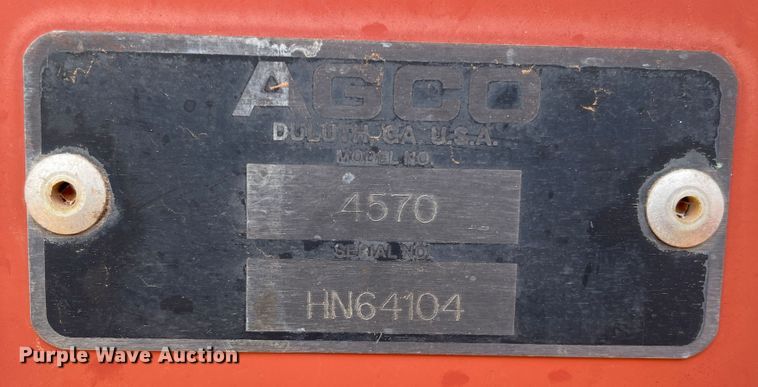 AGCO
DULUTH, GA. U.S.A.
MODEL NO.
4570
SERIAL NO.
HN64104
Purple Wave Auction